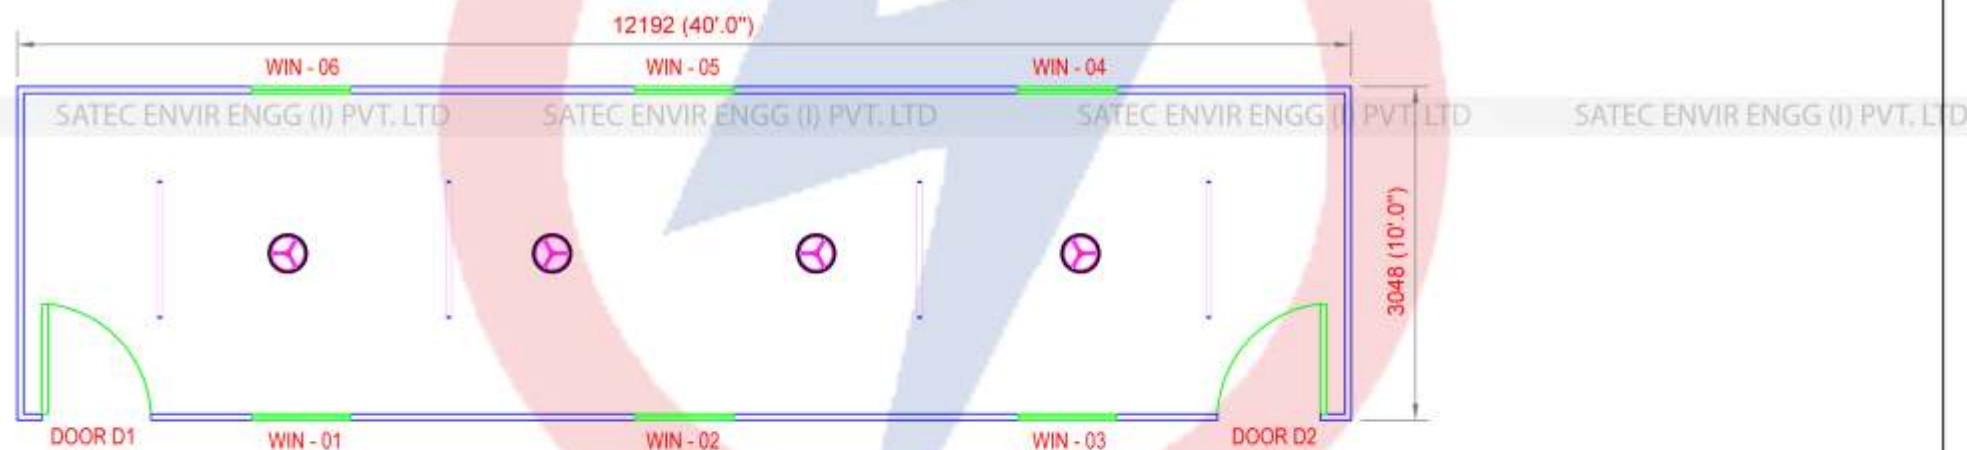 12192 (40'.0")
WIN - 06 WIN - 05 WIN - 04
SATEC ENVIR ENGG (I) PVT. LTD SATEC ENVIR ENGG (I) PVT. LTD SATEC ENVIR ENGG (I) PVT. LTD SATEC ENVIR ENGG (I) PVT. LTD
3048 (10'.0")
DOOR D1 WIN - 01 WIN - 02 WIN - 03 DOOR D2